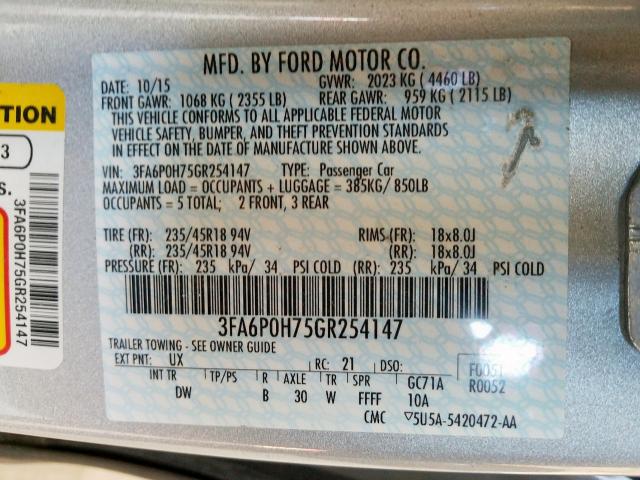 MFD. BY FORD MOTOR CO.
DATE: 10/15 GVWR: 2023 KG ( 4460 LB)
FRONT GAWR: 1068 KG ( 2355 LB) REAR GAWR: 959 KG ( 2115 LB)
THIS VEHICLE CONFORMS TO ALL APPLICABLE FEDERAL MOTOR
VEHICLE SAFETY, BUMPER, AND THEFT PREVENTION STANDARDS
IN EFFECT ON THE DATE OF MANUFACTURE SHOWN ABOVE.
VIN: 3FA6P0H75GR254147 TYPE: Passenger Car
MAXIMUM LOAD = OCCUPANTS + LUGGAGE = 385KG/ 850LB
OCCUPANTS = 5 TOTAL; 2 FRONT, 3 REAR
TIRE (FR): 235/45R18 94V RIMS(FR): 18x8.0J
(RR): 235/45R18 94V (RR): 18x8.0J
PRESSURE (FR): 235 kPa/ 34 PSI COLD (RR): 235 kPa/ 34 PSI COLD
3FA6P0H75GR254147
TRAILER TOWING - SEE OWNER GUIDE
EXT PNT: UX RC: 21 DSO: F0051
R0052
INT TR TP/PS R AXLE TR SPR GC71A
DW B 30 W FFFF 10A
CMC ▽5U5A-5420472-AA
TION
3
s.
3FA6P0H75GR254147